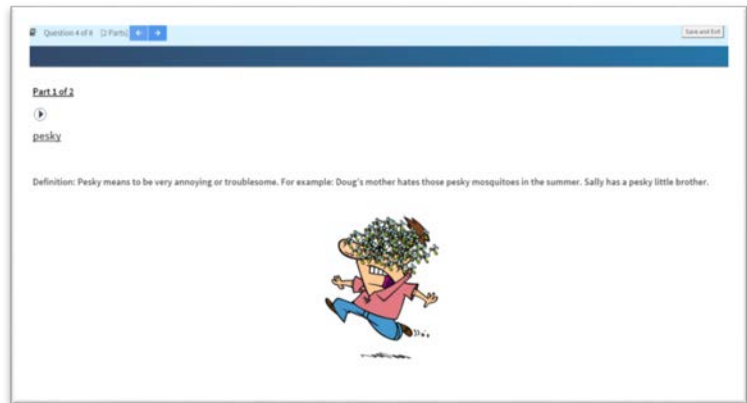 Question 4 of 8 [2 Parts]
Save and Exit
Part 1 of 2
pesky
Definition: Pesky means to be very annoying or troublesome. For example: Doug's mother hates those pesky mosquitoes in the summer. Sally has a pesky little brother.